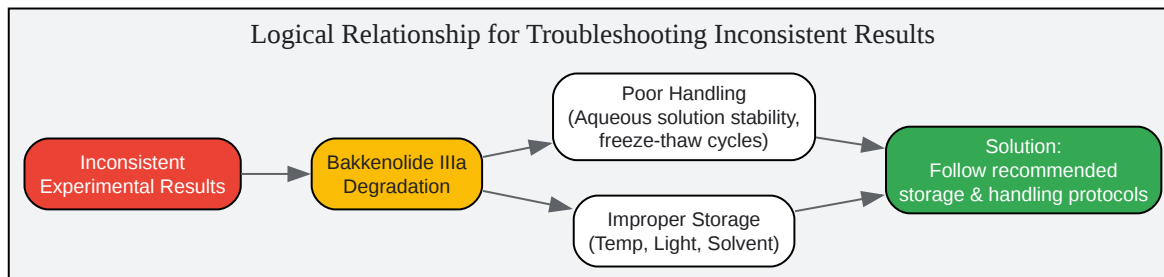 Logical Relationship for Troubleshooting Inconsistent Results
Inconsistent
Experimental Results
Bakkenolide IIIa
Degradation
Poor Handling
(Aqueous solution stability,
freeze-thaw cycles)
Improper Storage
(Temp, Light, Solvent)
Solution:
Follow recommended
storage & handling protocols